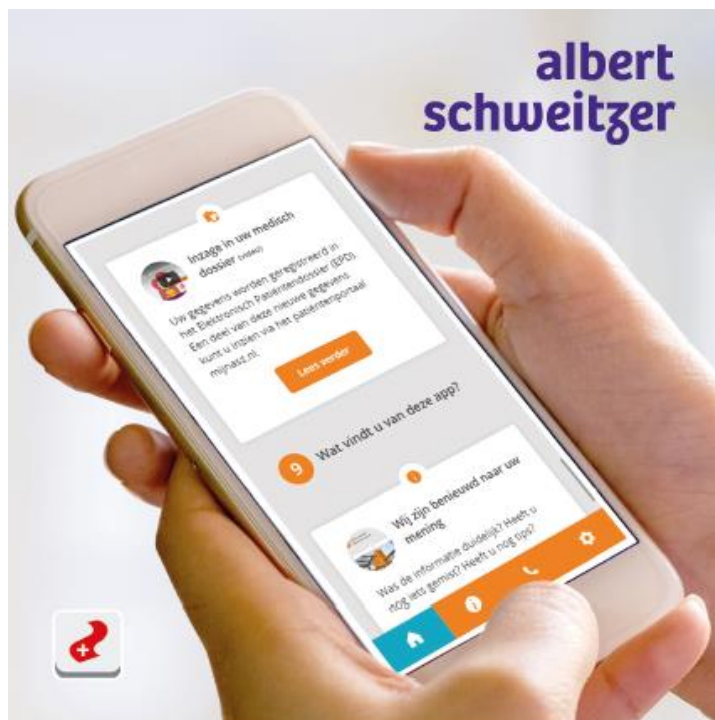 albert
schweitzer
Inzage in uw medisch
dossier (VIDEO)
Uw gegevens worden geregistreerd in
het Elektronisch Patiëntendossier (EPD).
Een deel van deze nieuwe gegevens
kunt u inzien via het patiëntenportaal
mijnasz.nl.
Lees verder
9 Wat vindt u van deze app?
Wij zijn benieuwd naar uw
mening
Was de informatie duidelijk? Heeft u
nog iets gemist? Heeft u nog tips?